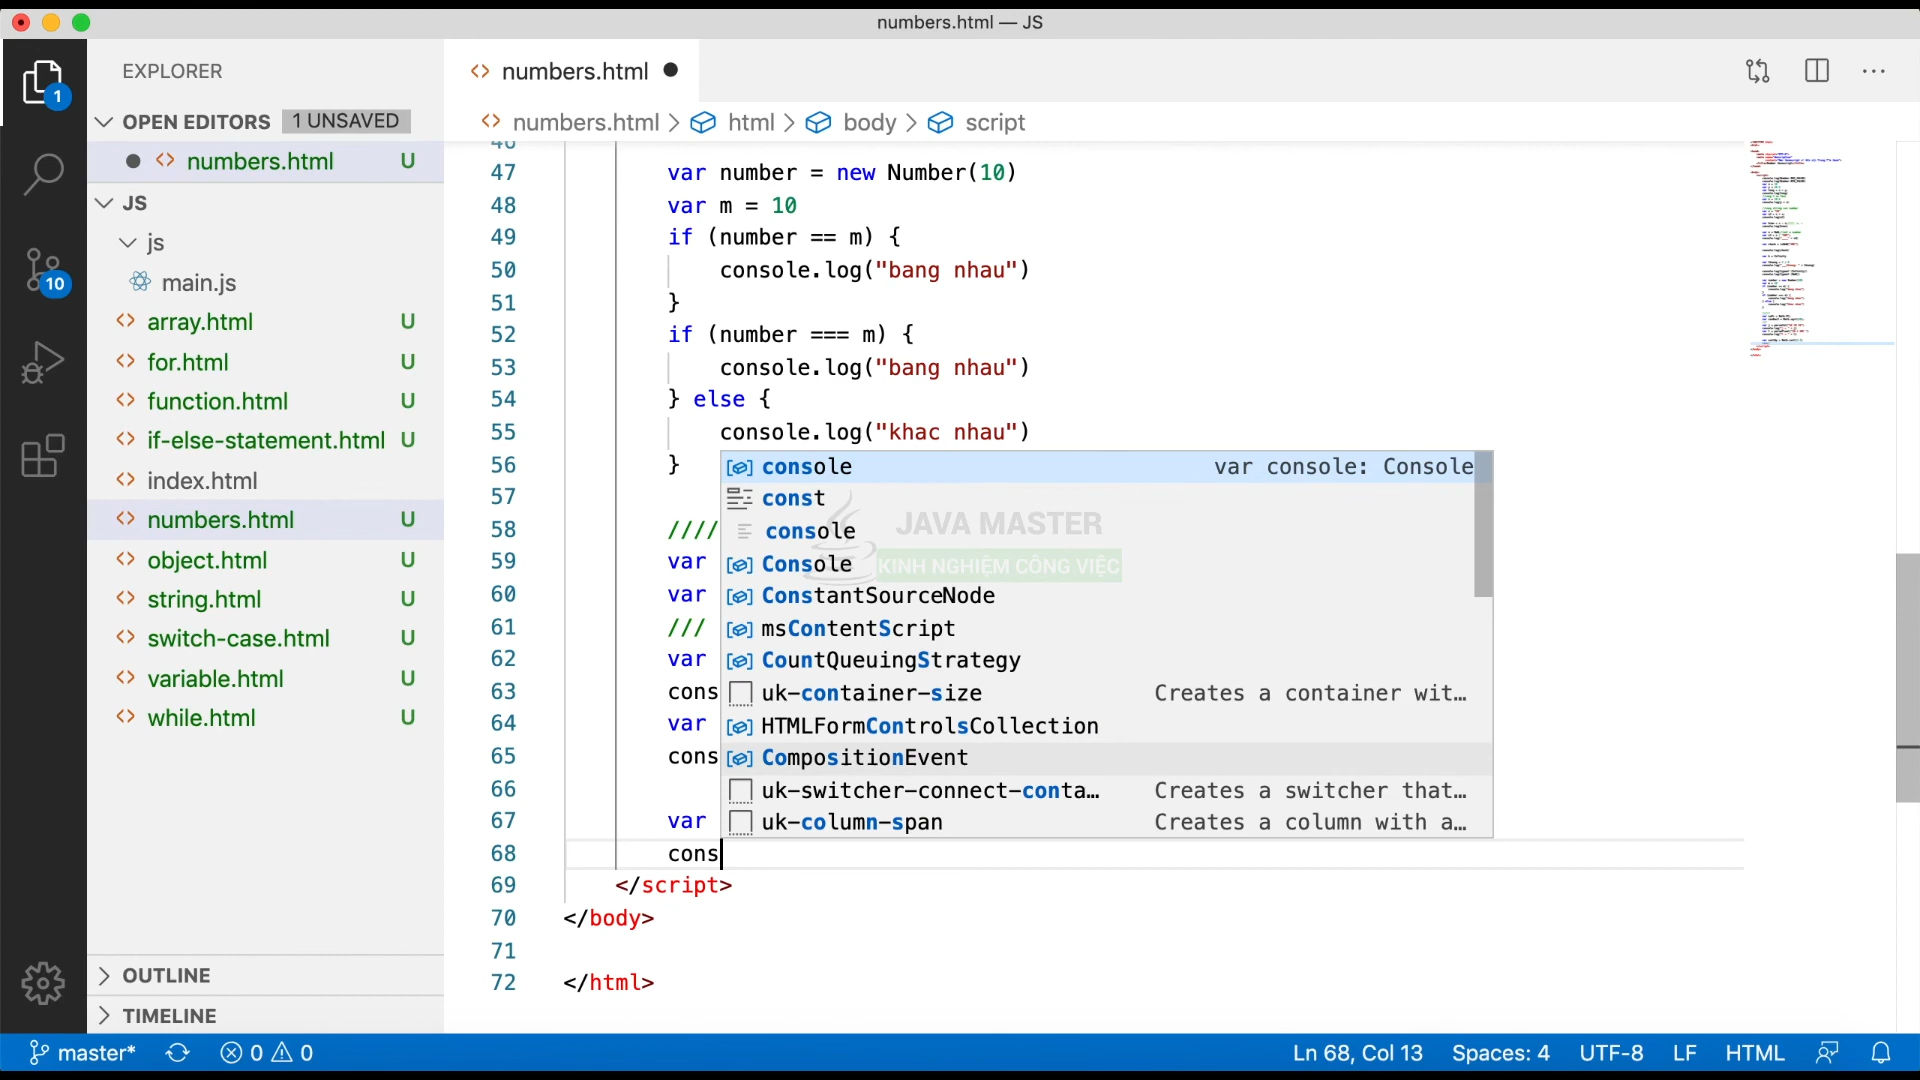 numbers.html — JS
EXPLORER
numbers.html
1
OPEN EDITORS 1 UNSAVED
numbers.html > html > body > script
numbers.html U
JS
js
main.js
array.html U
for.html U
function.html U
if-else-statement.html U
index.html
numbers.html U
object.html U
string.html U
switch-case.html U
variable.html U
while.html U
10
OUTLINE
TIMELINE
46
47 var number = new Number(10)
48 var m = 10
49 if (number == m) {
50 console.log("bang nhau")
51 }
52 if (number === m) {
53 console.log("bang nhau")
54 } else {
55 console.log("khac nhau")
56 }
57
58 ////
59 var
60 var
61 ///
62 var
63 cons
64 var
65 cons
66
67 var
68 cons
69 </script>
70 </body>
71
72 </html>
console var console: Console
const
console
Console
ConstantSourceNode
msContentScript
CountQueuingStrategy
uk-container-size Creates a container wit…
HTMLFormControlsCollection
CompositionEvent
uk-switcher-connect-conta… Creates a switcher that…
uk-column-span Creates a column with a…
JAVA MASTER
KINH NGHIỆM CÔNG VIỆC
master* 0 0 Ln 68, Col 13 Spaces: 4 UTF-8 LF HTML